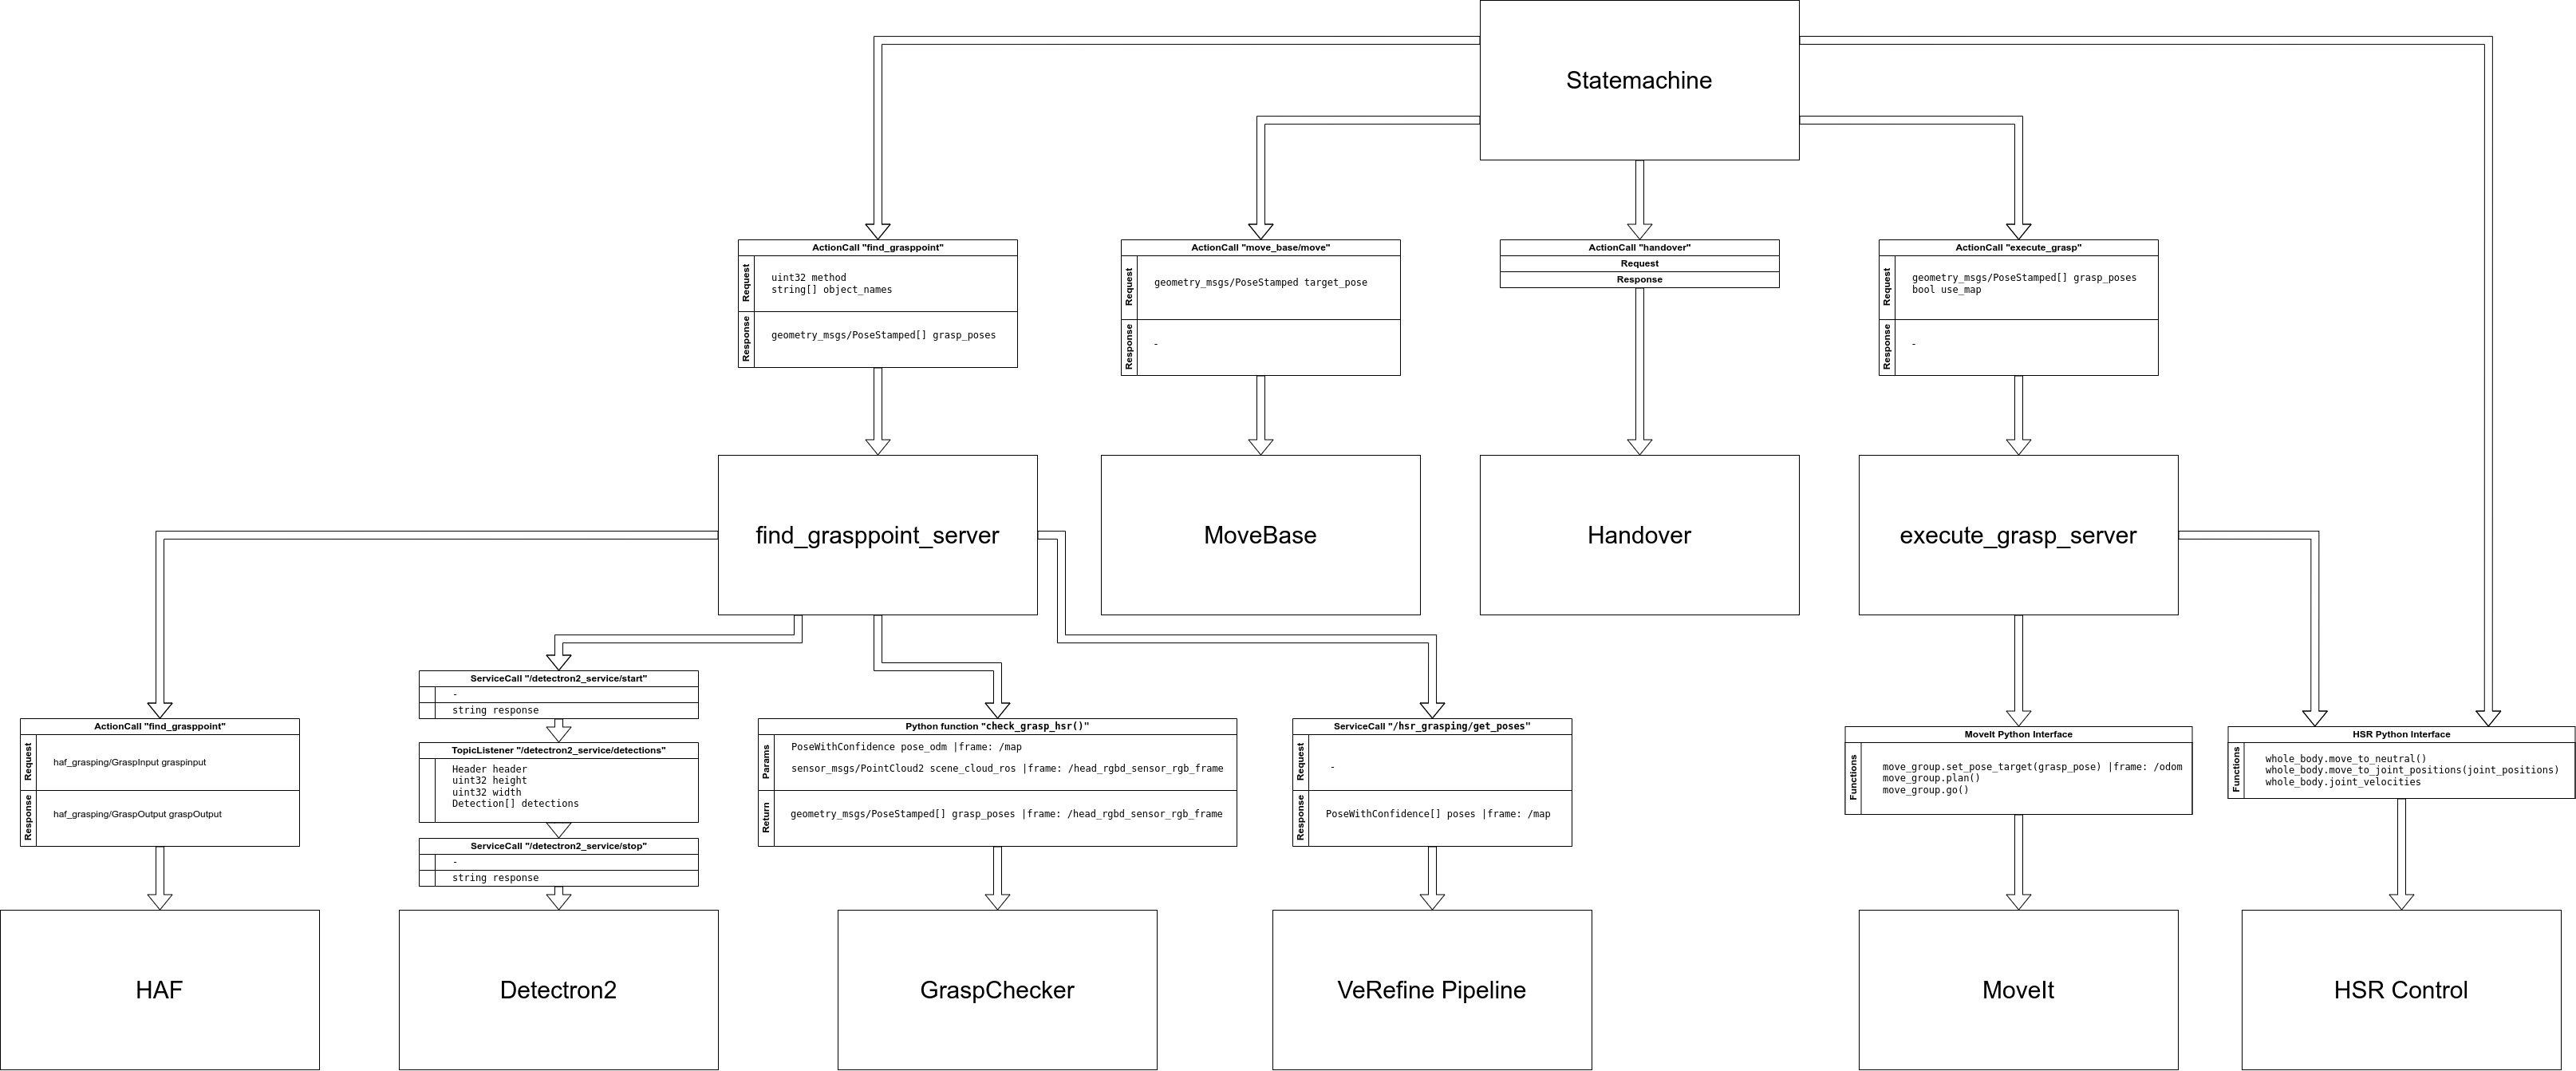 Statemachine
ActionCall "find_grasppoint"
Request
uint32 method
string[] object_names
Response
geometry_msgs/PoseStamped[] grasp_poses
ActionCall "move_base/move"
Request
geometry_msgs/PoseStamped target_pose
Response
-
ActionCall "handover"
Request
Response
ActionCall "execute_grasp"
Request
geometry_msgs/PoseStamped[] grasp_poses
bool use_map
Response
-
find_grasppoint_server
MoveBase
Handover
execute_grasp_server
ActionCall "find_grasppoint"
Request
haf_grasping/GraspInput graspinput
Response
haf_grasping/GraspOutput graspOutput
ServiceCall "/detectron2_service/start"
-
string response
TopicListener "/detectron2_service/detections"
Header header
uint32 height
uint32 width
Detection[] detections
ServiceCall "/detectron2_service/stop"
-
string response
Python function "check_grasp_hsr()"
Params
PoseWithConfidence pose_odm |frame: /map
sensor_msgs/PointCloud2 scene_cloud_ros |frame: /head_rgbd_sensor_rgb_frame
Return
geometry_msgs/PoseStamped[] grasp_poses |frame: /head_rgbd_sensor_rgb_frame
ServiceCall "/hsr_grasping/get_poses"
Request
-
Response
PoseWithConfidence[] poses |frame: /map
MoveIt Python Interface
Functions
move_group.set_pose_target(grasp_pose) |frame: /odom
move_group.plan()
move_group.go()
HSR Python Interface
Functions
whole_body.move_to_neutral()
whole_body.move_to_joint_positions(joint_positions)
whole_body.joint_velocities
HAF
Detectron2
GraspChecker
VeRefine Pipeline
MoveIt
HSR Control